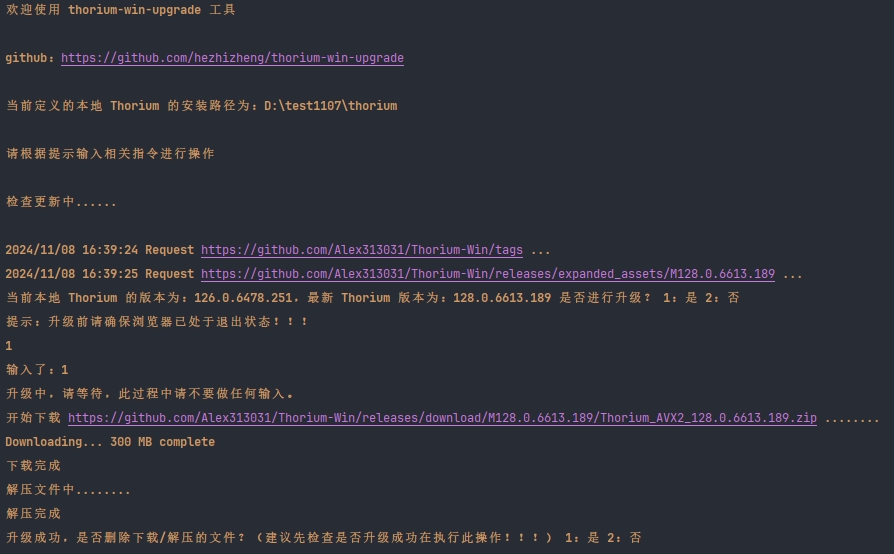 欢迎使用 thorium-win-upgrade 工具
github: https://github.com/hezhizheng/thorium-win-upgrade
当前定义的本地 Thorium 的安装路径为：D:\test1107\thorium
请根据提示输入相关指令进行操作
检查更新中......
2024/11/08 16:39:24 Request https://github.com/Alex313031/Thorium-Win/tags ...
2024/11/08 16:39:25 Request https://github.com/Alex313031/Thorium-Win/releases/expanded_assets/M128.0.6613.189 ...
当前本地 Thorium 的版本为：126.0.6478.251，最新 Thorium 版本为：128.0.6613.189 是否进行升级？ 1：是 2：否
提示：升级前请确保浏览器已处于退出状态！！！
1
输入了：1
升级中，请等待，此过程中请不要做任何输入。
开始下载 https://github.com/Alex313031/Thorium-Win/releases/download/M128.0.6613.189/Thorium_AVX2_128.0.6613.189.zip ........
Downloading... 300 MB complete
下载完成
解压文件中........
解压完成
升级成功，是否删除下载/解压的文件？（建议先检查是否升级成功在执行此操作！！！） 1：是 2：否